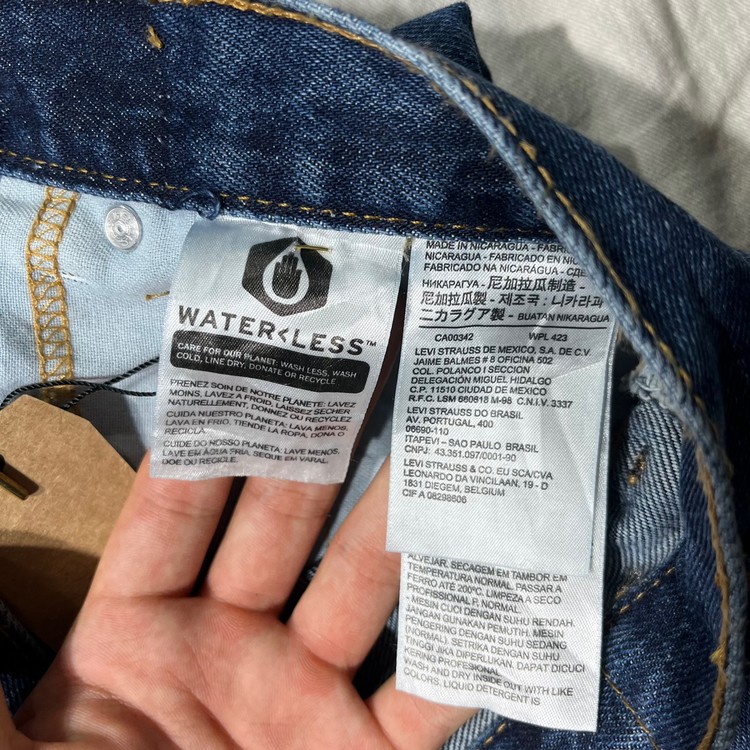 WATER<LESS™
CARE FOR OUR PLANET: WASH LESS, WASH
COLD, LINE DRY, DONATE OR RECYCLE
PRENEZ SOIN DE NOTRE PLANETE: LAVEZ
MOINS, LAVEZ A FROID, LAISSEZ SECHER
NATURELLEMENT, DONNEZ OU RECYCLEZ
CUIDA NUESTRO PLANETA: LAVA MENOS,
LAVA EN FRIO, TIENDE LA ROPA, DONA O
RECICLA.
CUIDE DO NOSSO PLANETA: LAVE MENOS,
LAVE EM ÁGUA FRIA, SEQUE EM VARAL,
DOE OU RECICLE.
MADE IN NICARAGUA - FABRI
NICARAGUA - FABRICADO EN NIC
FABRICADO NA NICARAGUA - СДЕ
НИКАРАГУА - 尼加拉瓜制造 -
尼加拉瓜製 - 제조국 : 니카라과
ニカラグア製 - BUATAN NIKARAGUA
CA00342 WPL 423
LEVI STRAUSS DE MEXICO, S.A. DE C.V.
JAIME BALMES # 8 OFICINA 502
COL. POLANCO I SECCION
DELEGACIÓN MIGUEL HIDALGO
C.P. 11510 CIUDAD DE MEXICO
R.F.C. LSM 660818 M-98 C.N.I.V. 3337
LEVI STRAUSS DO BRASIL
AV. PORTUGAL, 400
06690-110
ITAPEVI - SAO PAULO BRASIL
CNPJ: 43.351.097/0001-90
LEVI STRAUSS & CO. EU SCA/CVA
LEONARDO DA VINCILAAN, 19 - D
1831 DIEGEM, BELGIUM
CIF A 08298606
ALVEJAR. SECAGEM EM TAMBOR EM
TEMPERATURA NORMAL. PASSAR A
FERRO ATÉ 200°C. LIMPEZA A SECO
PROFISSIONAL P, NORMAL.
- MESIN CUCI DENGAN SUHU RENDAH.
JANGAN GUNAKAN PEMUTIH. MESIN
PENGERING DENGAN SUHU SEDANG
(NORMAL). SETRIKA DENGAN SUHU
TINGGI JIKA DIPERLUKAN. DAPAT DICUCI
KERING PROFESIONAL.
WASH AND DRY INSIDE OUT WITH LIKE
COLORS, LIQUID DETERGENT IS